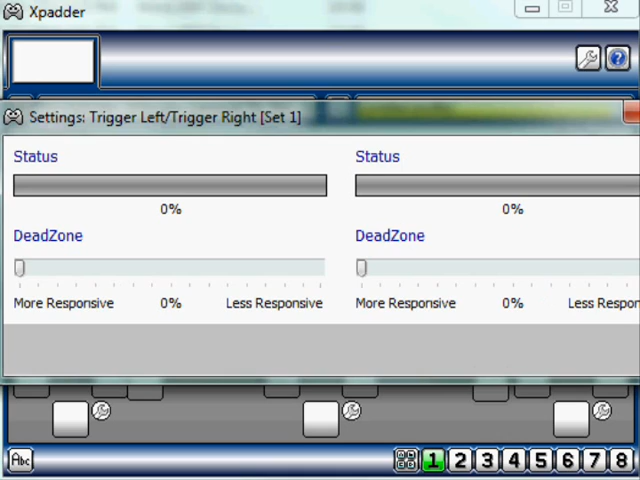 Xpadder
Settings: Trigger Left/Trigger Right [Set 1]
Status
Status
0%
0%
DeadZone
DeadZone
More Responsive 0% Less Responsive
More Responsive 0% Less Respon
Abc
1 2 3 4 5 6 7 8